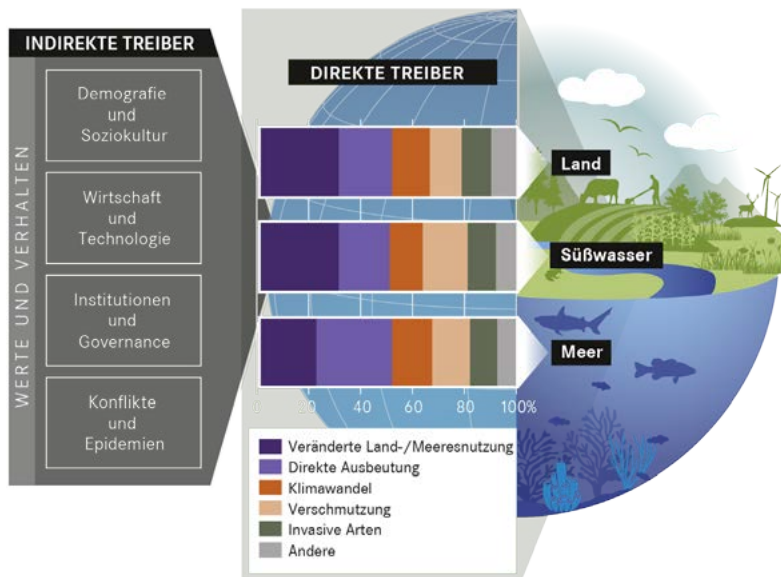 INDIREKTE TREIBER
WERTE UND VERHALTEN
Demografie
und
Soziokultur
Wirtschaft
und
Technologie
Institutionen
und
Governance
Konflikte
und
Epidemien
DIREKTE TREIBER
Land
Süßwasser
Meer
0 20 40 60 80 100%
Veränderte Land-/Meeresnutzung
Direkte Ausbeutung
Klimawandel
Verschmutzung
Invasive Arten
Andere